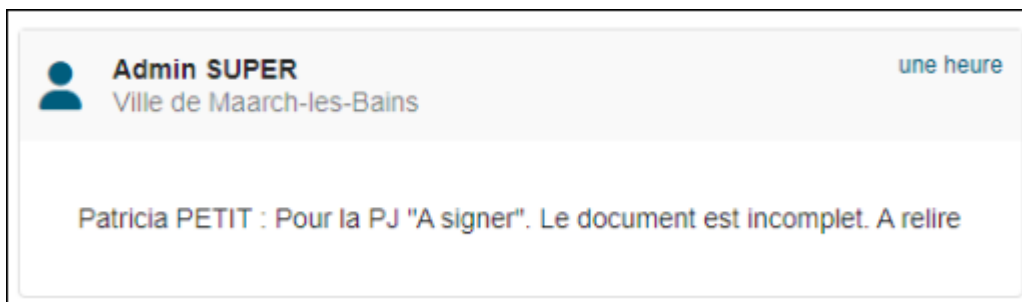 Admin SUPER
une heure
Ville de Maarch-les-Bains
Patricia PETIT : Pour la PJ "A signer". Le document est incomplet. A relire